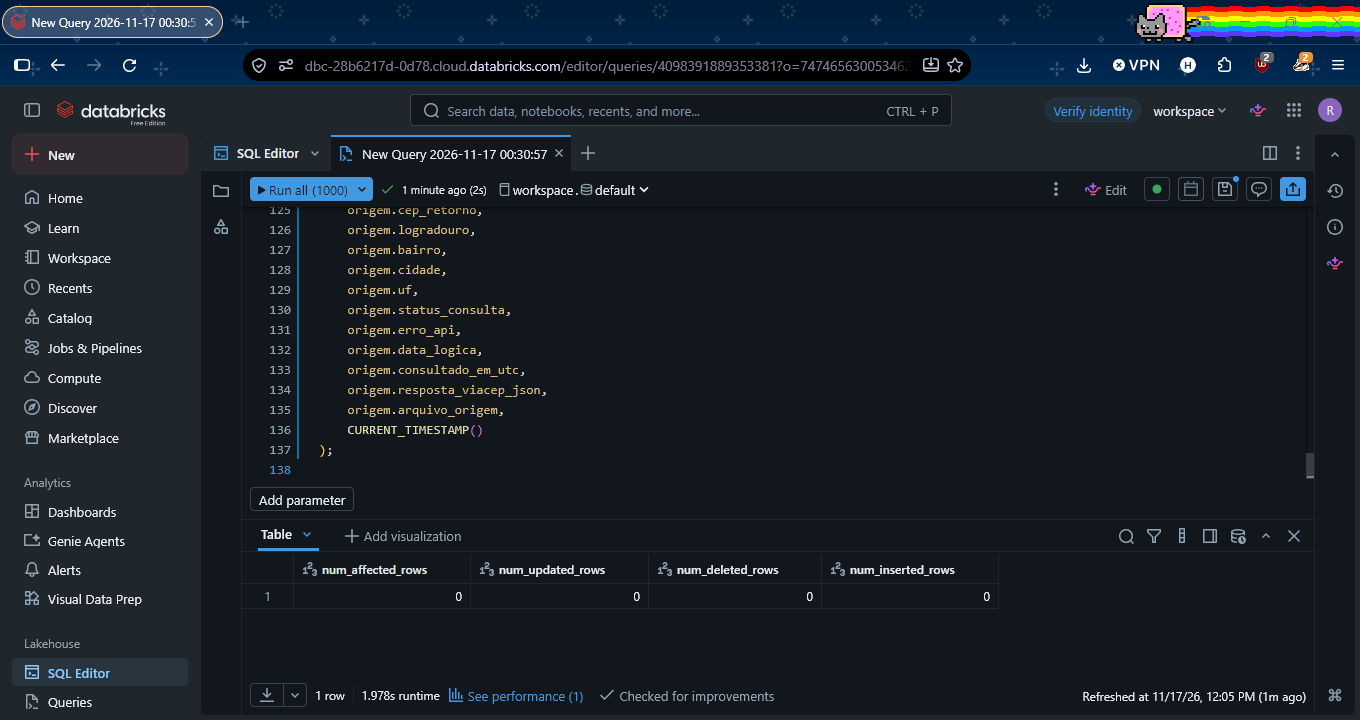 New Query 2026-11-17 00:30:5
dbc-28b6217d-0d78.cloud.databricks.com/editor/queries/4098391889353381?o=74746563005346
VPN
H
2
2
databricks
Free Edition
Search data, notebooks, recents, and more...
CTRL + P
Verify identity
workspace
R
New
Home
Learn
Workspace
Recents
Catalog
Jobs & Pipelines
Compute
Discover
Marketplace
Analytics
Dashboards
Genie Agents
Alerts
Visual Data Prep
Lakehouse
SQL Editor
Queries
SQL Editor
New Query 2026-11-17 00:30:57
Run all (1000)
1 minute ago (2s)
workspace . default
Edit
125 origem.cep_retorno,
126 origem.logradouro,
127 origem.bairro,
128 origem.cidade,
129 origem.uf,
130 origem.status_consulta,
131 origem.erro_api,
132 origem.data_logica,
133 origem.consultado_em_utc,
134 origem.resposta_viacep_json,
135 origem.arquivo_origem,
136 CURRENT_TIMESTAMP()
137 );
138
Add parameter
Table
Add visualization
num_affected_rows num_updated_rows num_deleted_rows num_inserted_rows
1 0 0 0 0
1 row
1.978s runtime
See performance (1)
Checked for improvements
Refreshed at 11/17/26, 12:05 PM (1m ago)